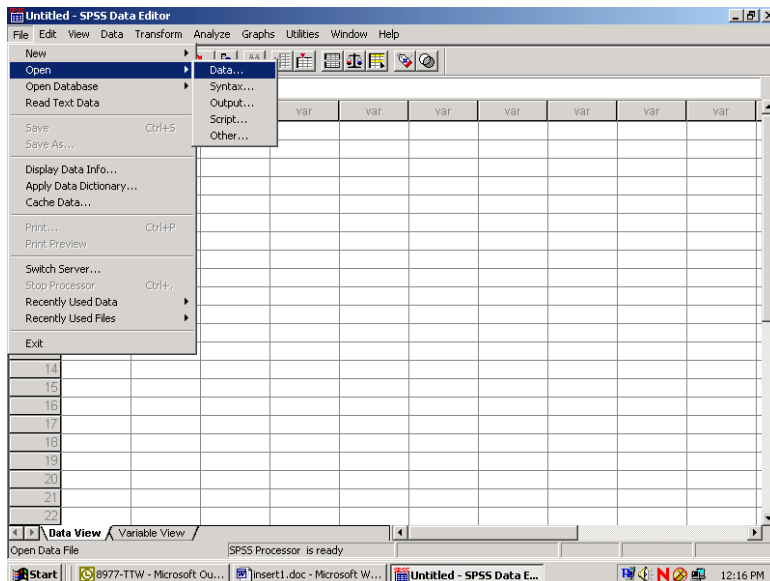 Untitled - SPSS Data Editor
File Edit View Data Transform Analyze Graphs Utilities Window Help
New
Open
Open Database
Read Text Data
Save Ctrl+S
Save As...
Display Data Info...
Apply Data Dictionary...
Cache Data...
Print... Ctrl+P
Print Preview
Switch Server...
Stop Processor Ctrl+.
Recently Used Data
Recently Used Files
Exit
Data...
Syntax...
Output...
Script...
Other...
var var var var var var var
14
15
16
17
18
19
20
21
22
Data View Variable View
Open Data File SPSS Processor is ready
Start 8977-TTW - Microsoft Ou... insert1.doc - Microsoft W... Untitled - SPSS Data E... N 12:16 PM